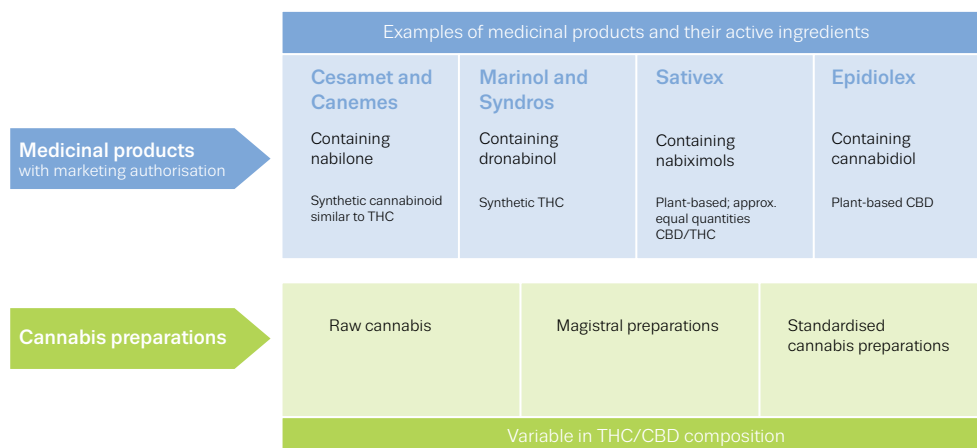 Examples of medicinal products and their active ingredients
Medicinal products
with marketing authorisation
Cesamet and
Canemes
Containing
nabilone
Synthetic cannabinoid
similar to THC
Marinol and
Syndros
Containing
dronabinol
Synthetic THC
Sativex
Containing
nabiximols
Plant-based; approx.
equal quantities
CBD/THC
Epidiolex
Containing
cannabidiol
Plant-based CBD
Cannabis preparations
Raw cannabis
Magistral preparations
Standardised
cannabis preparations
Variable in THC/CBD composition